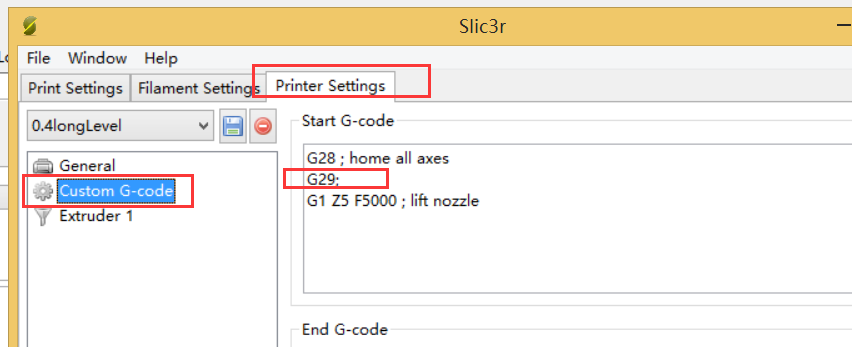 Slic3r
File Window Help
Print Settings Filament Settings Printer Settings
0.4longLevel
General
Custom G-code
Extruder 1
Start G-code
G28 ; home all axes
G29;
G1 Z5 F5000 ; lift nozzle
End G-code